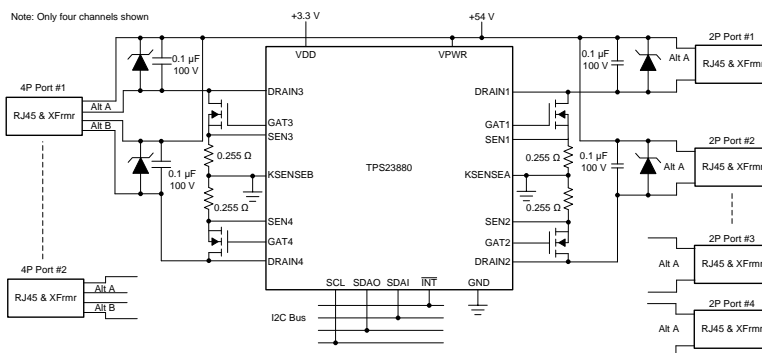 Note: Only four channels shown
+3.3 V
+54 V
VDD
VPWR
0.1 µF
100 V
0.1 µF
100 V
2P Port #1
Alt A
RJ45 & XFrmr
4P Port #1
RJ45 & XFrmr
Alt A
Alt B
DRAIN3
DRAIN1
GAT3
GAT1
SEN3
SEN1
0.255 Ω
0.255 Ω
0.1 µF
100 V
0.1 µF
100 V
2P Port #2
Alt A
RJ45 & XFrmr
TPS23880
KSENSEB
KSENSEA
0.255 Ω
0.255 Ω
SEN4
SEN2
GAT4
GAT2
DRAIN4
DRAIN2
2P Port #3
Alt A
RJ45 & XFrmr
4P Port #2
RJ45 & XFrmr
Alt A
Alt B
SCL
SDAO
SDAI
INT
GND
I2C Bus
2P Port #4
Alt A
RJ45 & XFrmr